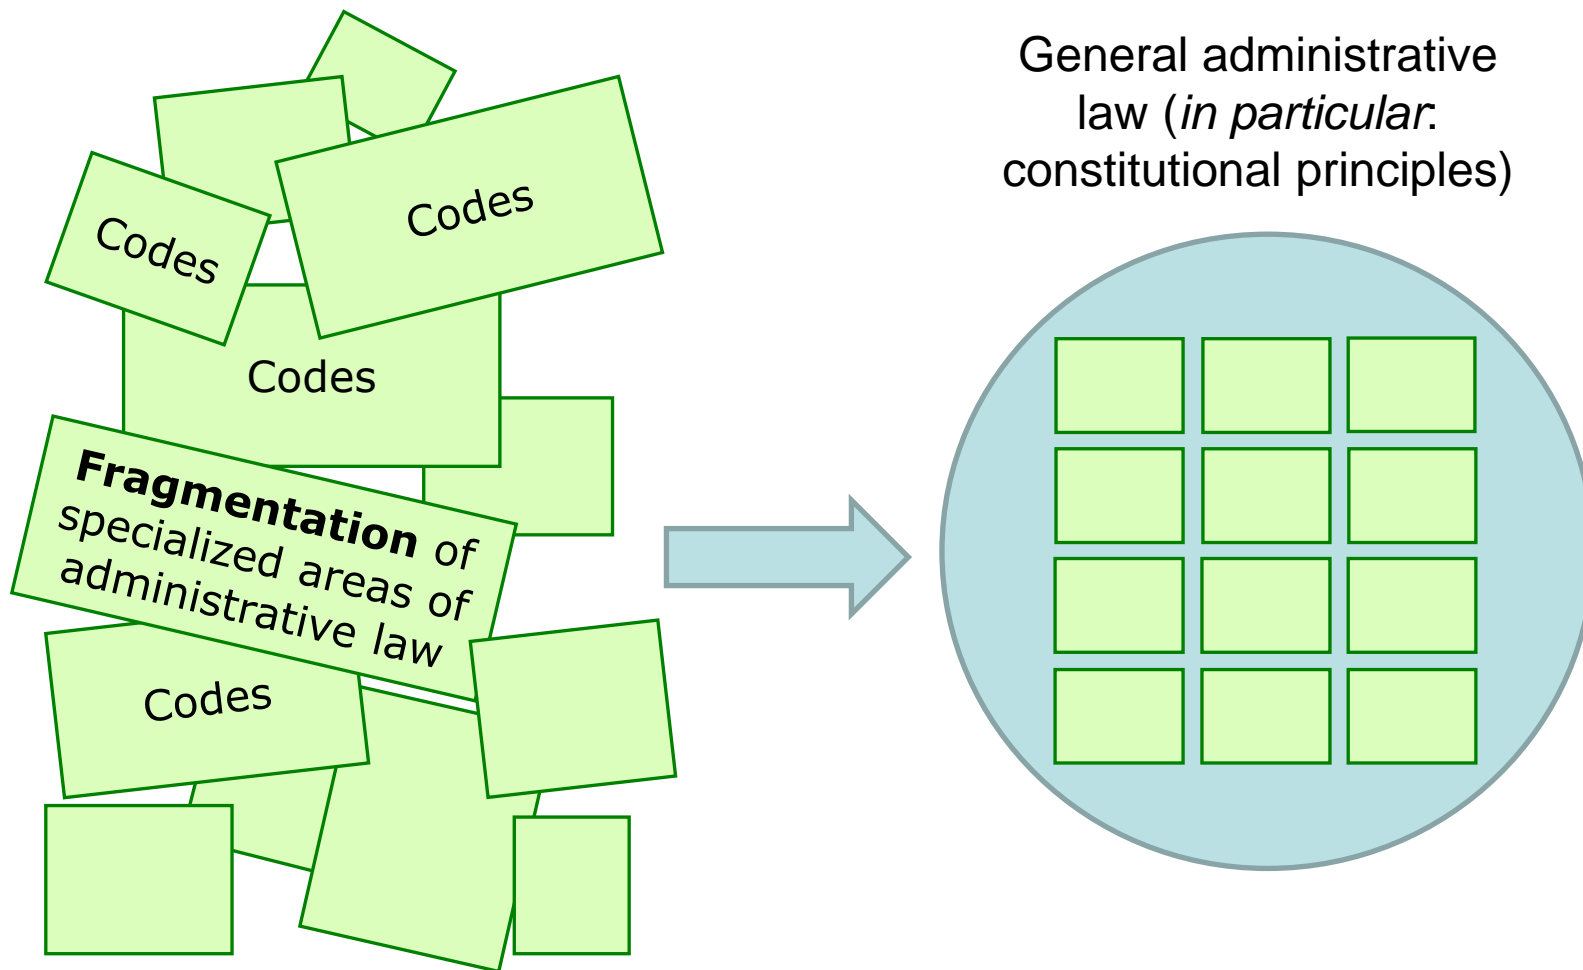 General administrative
law (in particular:
constitutional principles)
Codes
Codes
Codes
Fragmentation of
specialized areas of
administrative law
Codes